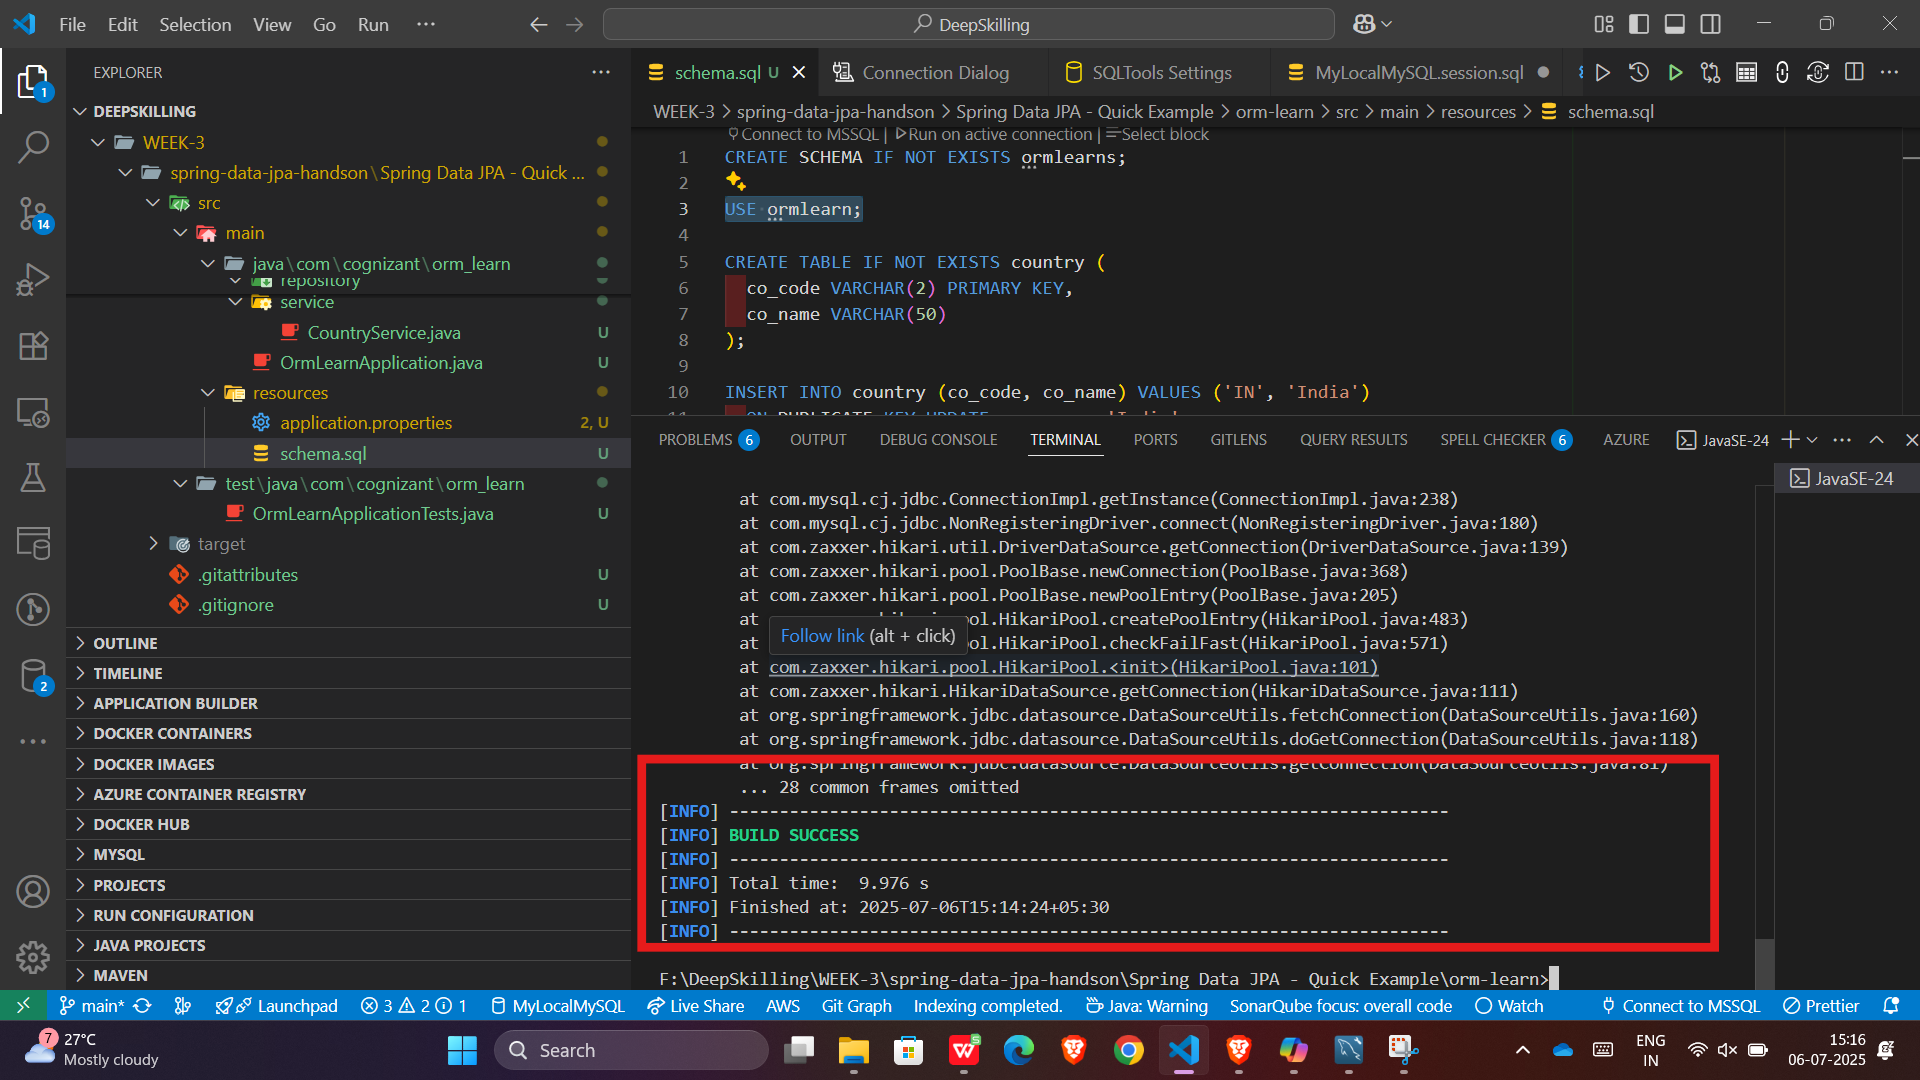 File Edit Selection View Go Run ···
DeepSkilling
EXPLORER ···
DEEPSKILLING
WEEK-3
spring-data-jpa-handson\Spring Data JPA - Quick ...
src
main
java\com\cognizant\orm_learn
repository
service
CountryService.java U
OrmLearnApplication.java U
resources
application.properties 2, U
schema.sql U
test\java\com\cognizant\orm_learn
OrmLearnApplicationTests.java U
target
.gitattributes U
.gitignore U
OUTLINE
TIMELINE
APPLICATION BUILDER
DOCKER CONTAINERS
DOCKER IMAGES
AZURE CONTAINER REGISTRY
DOCKER HUB
MYSQL
PROJECTS
RUN CONFIGURATION
JAVA PROJECTS
MAVEN
1
14
2
schema.sql U Connection Dialog SQLTools Settings MyLocalMySQL.session.sql
WEEK-3 > spring-data-jpa-handson > Spring Data JPA - Quick Example > orm-learn > src > main > resources > schema.sql
Connect to MSSQL | Run on active connection | Select block
1 CREATE SCHEMA IF NOT EXISTS ormlearns;
2
3 USE ormlearn;
4
5 CREATE TABLE IF NOT EXISTS country (
6 co_code VARCHAR(2) PRIMARY KEY,
7 co_name VARCHAR(50)
8 );
9
10 INSERT INTO country (co_code, co_name) VALUES ('IN', 'India')
PROBLEMS 6 OUTPUT DEBUG CONSOLE TERMINAL PORTS GITLENS QUERY RESULTS SPELL CHECKER 6 AZURE JavaSE-24
JavaSE-24
at com.mysql.cj.jdbc.ConnectionImpl.getInstance(ConnectionImpl.java:238)
at com.mysql.cj.jdbc.NonRegisteringDriver.connect(NonRegisteringDriver.java:180)
at com.zaxxer.hikari.util.DriverDataSource.getConnection(DriverDataSource.java:139)
at com.zaxxer.hikari.pool.PoolBase.newConnection(PoolBase.java:368)
at com.zaxxer.hikari.pool.PoolBase.newPoolEntry(PoolBase.java:205)
at ool.HikariPool.createPoolEntry(HikariPool.java:483)
Follow link (alt + click)
at ool.HikariPool.checkFailFast(HikariPool.java:571)
at com.zaxxer.hikari.pool.HikariPool.<init>(HikariPool.java:101)
at com.zaxxer.hikari.HikariDataSource.getConnection(HikariDataSource.java:111)
at org.springframework.jdbc.datasource.DataSourceUtils.fetchConnection(DataSourceUtils.java:160)
at org.springframework.jdbc.datasource.DataSourceUtils.doGetConnection(DataSourceUtils.java:118)
at org.springframework.jdbc.datasource.DataSourceUtils.getConnection(DataSourceUtils.java:81)
... 28 common frames omitted
[INFO] ------------------------------------------------------------------------
[INFO] BUILD SUCCESS
[INFO] ------------------------------------------------------------------------
[INFO] Total time:  9.976 s
[INFO] Finished at: 2025-07-06T15:14:24+05:30
[INFO] ------------------------------------------------------------------------
F:\DeepSkilling\WEEK-3\spring-data-jpa-handson\Spring Data JPA - Quick Example\orm-learn>
main* Launchpad 3 2 1 MyLocalMySQL Live Share AWS Git Graph Indexing completed. Java: Warning SonarQube focus: overall code Watch Connect to MSSQL Prettier
7 27°C
Mostly cloudy
Search
ENG
IN
15:16
06-07-2025